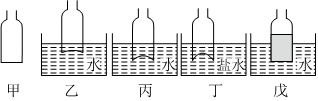 水 水 盐水 水
甲 乙 丙 丁 戊